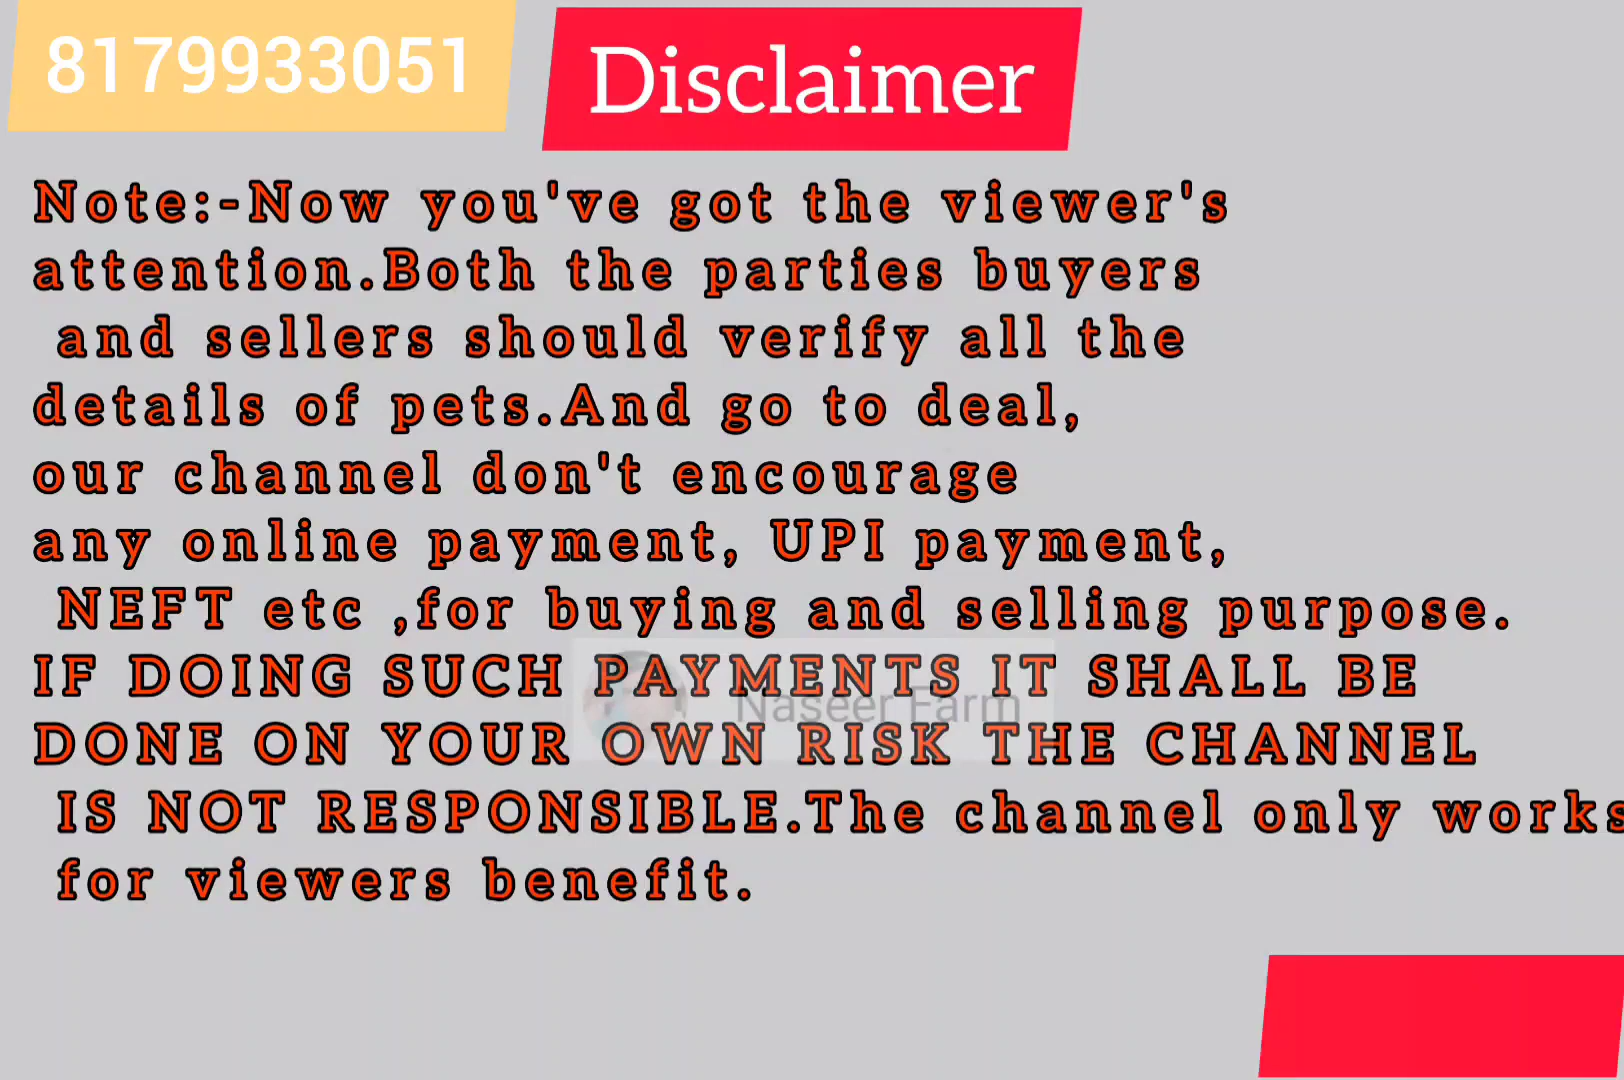 8179933051
Disclaimer
Note:-Now you've got the viewer's
attention.Both the parties buyers
and sellers should verify all the
details of pets.And go to deal,
our channel don't encourage
any online payment, UPI payment,
NEFT etc ,for buying and selling purpose.
IF DOING SUCH PAYMENTS IT SHALL BE
Naseer Farm
DONE ON YOUR OWN RISK THE CHANNEL
IS NOT RESPONSIBLE.The channel only works
for viewers benefit.